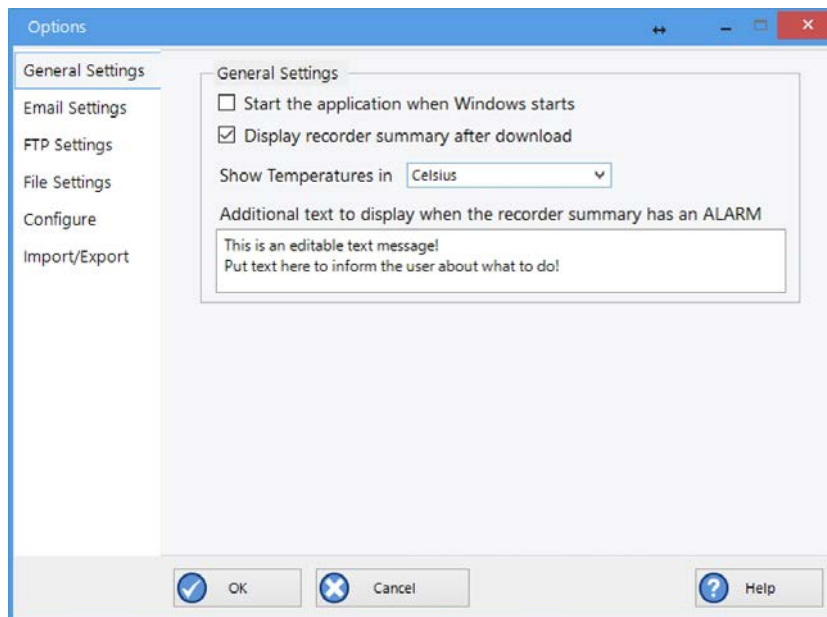 Options
General Settings
Email Settings
FTP Settings
File Settings
Configure
Import/Export
General Settings
Start the application when Windows starts
Display recorder summary after download
Show Temperatures in Celsius
Additional text to display when the recorder summary has an ALARM
This is an editable text message!
Put text here to inform the user about what to do!
OK Cancel Help